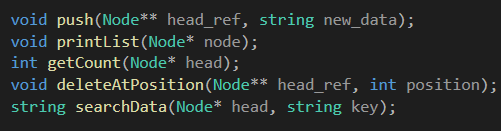 void push(Node** head_ref, string new_data);
void printList(Node* node);
int getCount(Node* head);
void deleteAtPosition(Node** head_ref, int position);
string searchData(Node* head, string key);